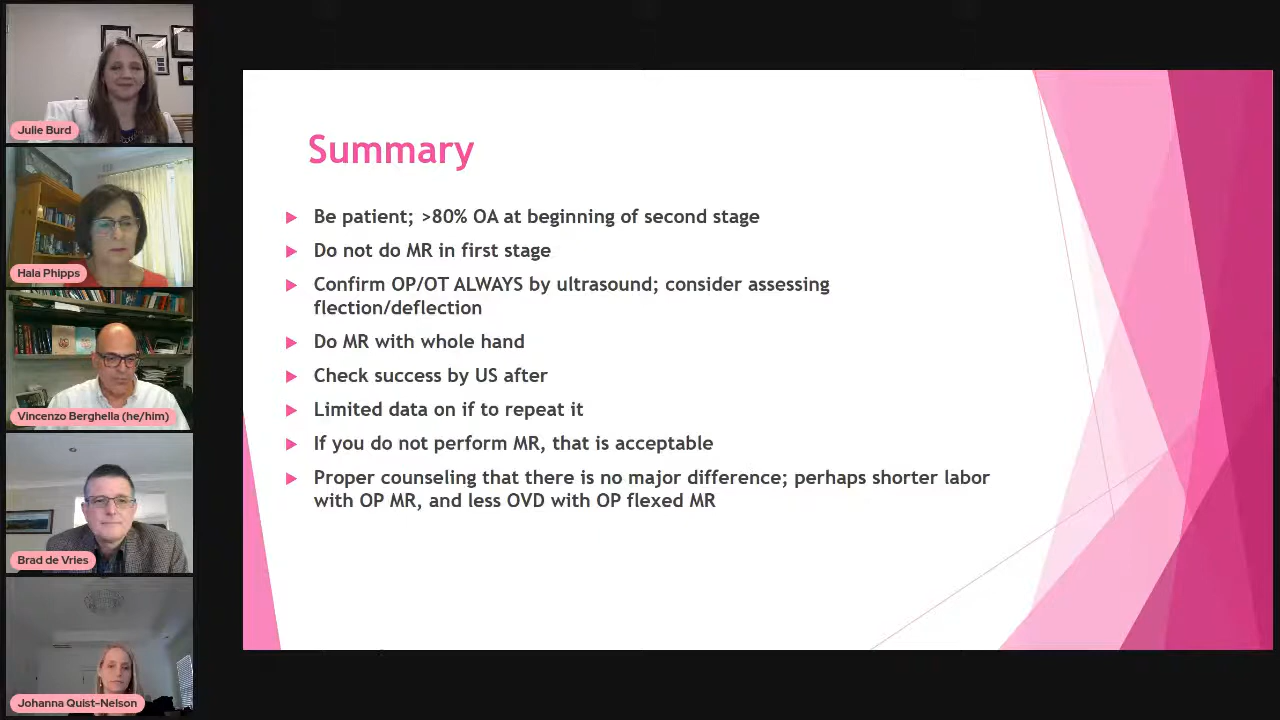 Julie Burd
Hala Phipps
Vincenzo Berghella (he/him)
Brad de Vries
Johanna Quist-Nelson
Summary
Be patient; >80% OA at beginning of second stage
Do not do MR in first stage
Confirm OP/OT ALWAYS by ultrasound; consider assessing
flection/deflection
Do MR with whole hand
Check success by US after
Limited data on if to repeat it
If you do not perform MR, that is acceptable
Proper counseling that there is no major difference; perhaps shorter labor
with OP MR, and less OVD with OP flexed MR